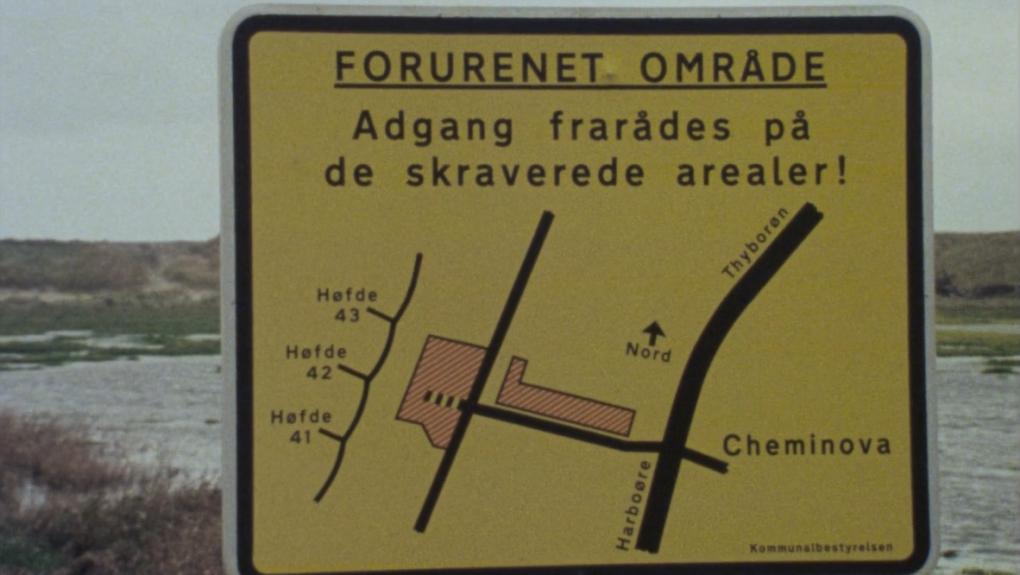 FORURENET OMRÅDE
Adgang frarådes på
de skraverede arealer!
Thyborøn
Høfde
43
Nord
Høfde
42
Høfde
41
Cheminova
Harboøre
Kommunalbestyrelsen